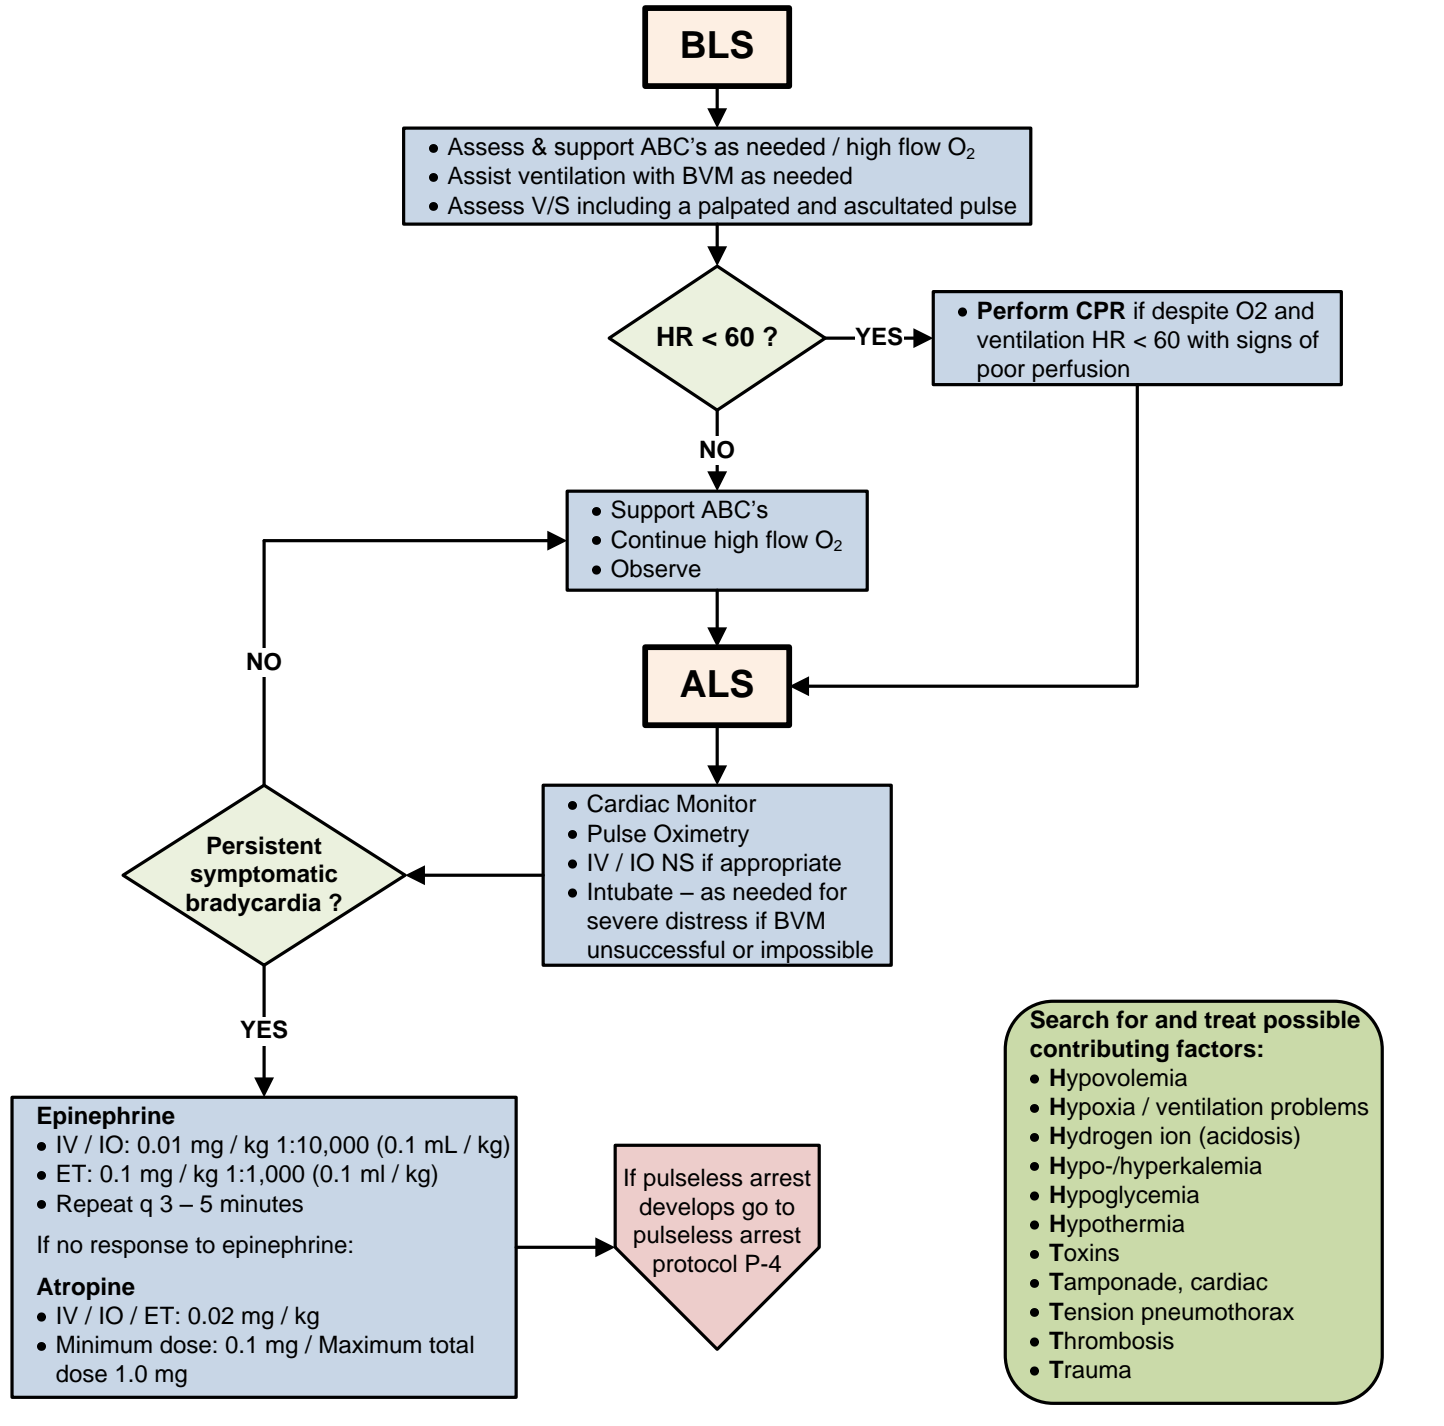 BLS
• Assess & support ABC's as needed / high flow O₂
• Assist ventilation with BVM as needed
• Assess V/S including a palpated and ascultated pulse
HR < 60 ?
YES
• Perform CPR if despite O2 and
ventilation HR < 60 with signs of
poor perfusion
NO
• Support ABC's
• Continue high flow O₂
• Observe
NO
ALS
• Cardiac Monitor
• Pulse Oximetry
• IV / IO NS if appropriate
• Intubate – as needed for
severe distress if BVM
unsuccessful or impossible
Persistent
symptomatic
bradycardia ?
YES
Epinephrine
• IV / IO: 0.01 mg / kg 1:10,000 (0.1 mL / kg)
• ET: 0.1 mg / kg 1:1,000 (0.1 ml / kg)
• Repeat q 3 – 5 minutes
If no response to epinephrine:
Atropine
• IV / IO / ET: 0.02 mg / kg
• Minimum dose: 0.1 mg / Maximum total
dose 1.0 mg
If pulseless arrest
develops go to
pulseless arrest
protocol P-4
Search for and treat possible
contributing factors:
• Hypovolemia
• Hypoxia / ventilation problems
• Hydrogen ion (acidosis)
• Hypo-/hyperkalemia
• Hypoglycemia
• Hypothermia
• Toxins
• Tamponade, cardiac
• Tension pneumothorax
• Thrombosis
• Trauma